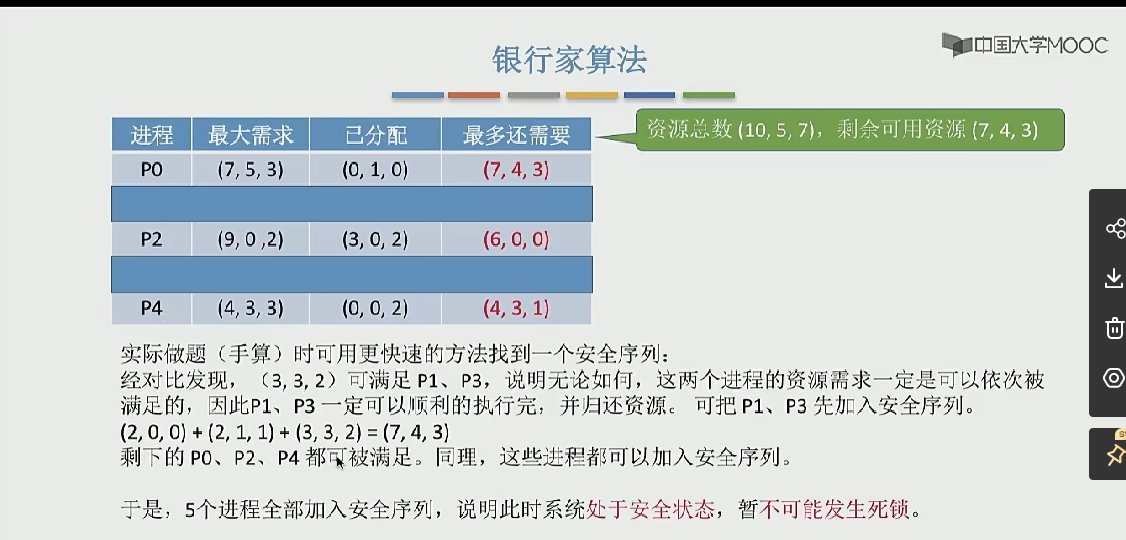 中国大学MOOC
银行家算法
进程 最大需求 已分配 最多还需要
资源总数 (10, 5, 7)，剩余可用资源 (7, 4, 3)
P0 (7, 5, 3) (0, 1, 0) (7, 4, 3)
P2 (9, 0 ,2) (3, 0, 2) (6, 0, 0)
P4 (4, 3, 3) (0, 0, 2) (4, 3, 1)
实际做题（手算）时可用更快速的方法找到一个安全序列：
经对比发现，（3, 3, 2）可满足 P1、P3，说明无论如何，这两个进程的资源需求一定是可以依次被
满足的，因此P1、P3 一定可以顺利的执行完，并归还资源。 可把 P1、P3 先加入安全序列。
(2, 0, 0) + (2, 1, 1) + (3, 3, 2) = (7, 4, 3)
剩下的 P0、P2、P4 都可被满足。同理，这些进程都可以加入安全序列。
于是，5个进程全部加入安全序列，说明此时系统处于安全状态，暂不可能发生死锁。